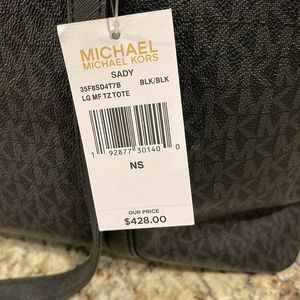 MICHAEL
MICHAEL KORS
SADY
35F8SD4T7B BLK/BLK
LG MF TZ TOTE
1 92877 30140 0
NS
OUR PRICE
$428.00